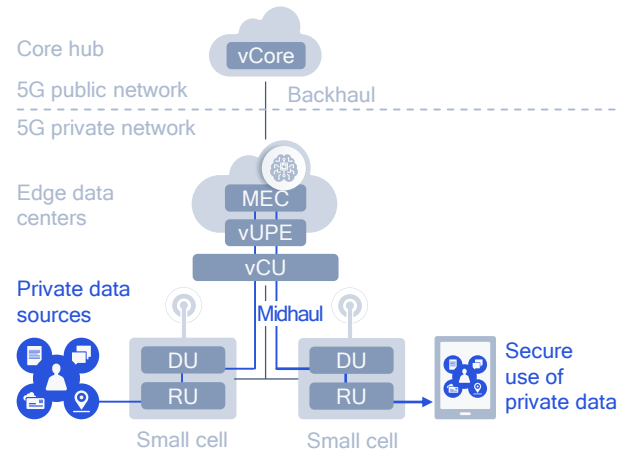 Core hub
vCore
5G public network
Backhaul
5G private network
MEC
Edge data
centers
vUPE
vCU
Private data
sources
Midhaul
DU
DU
Secure
use of
private data
RU
RU
Small cell
Small cell